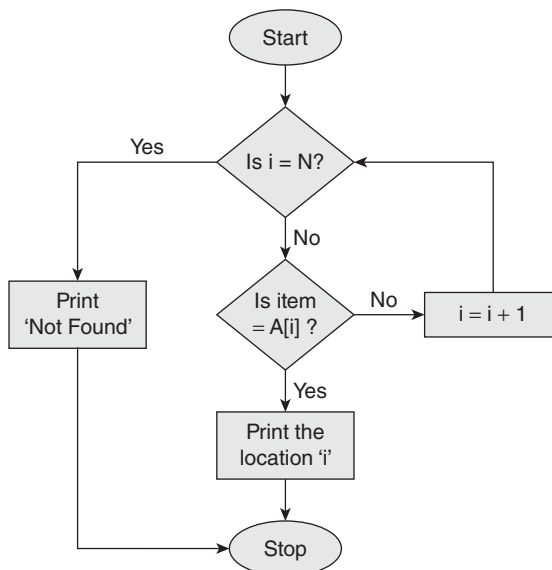 Start
Yes
Is i = N?
No
Print
‘Not Found’
Is item
= A[i] ?
No
i = i + 1
Yes
Print the
location ‘i’
Stop